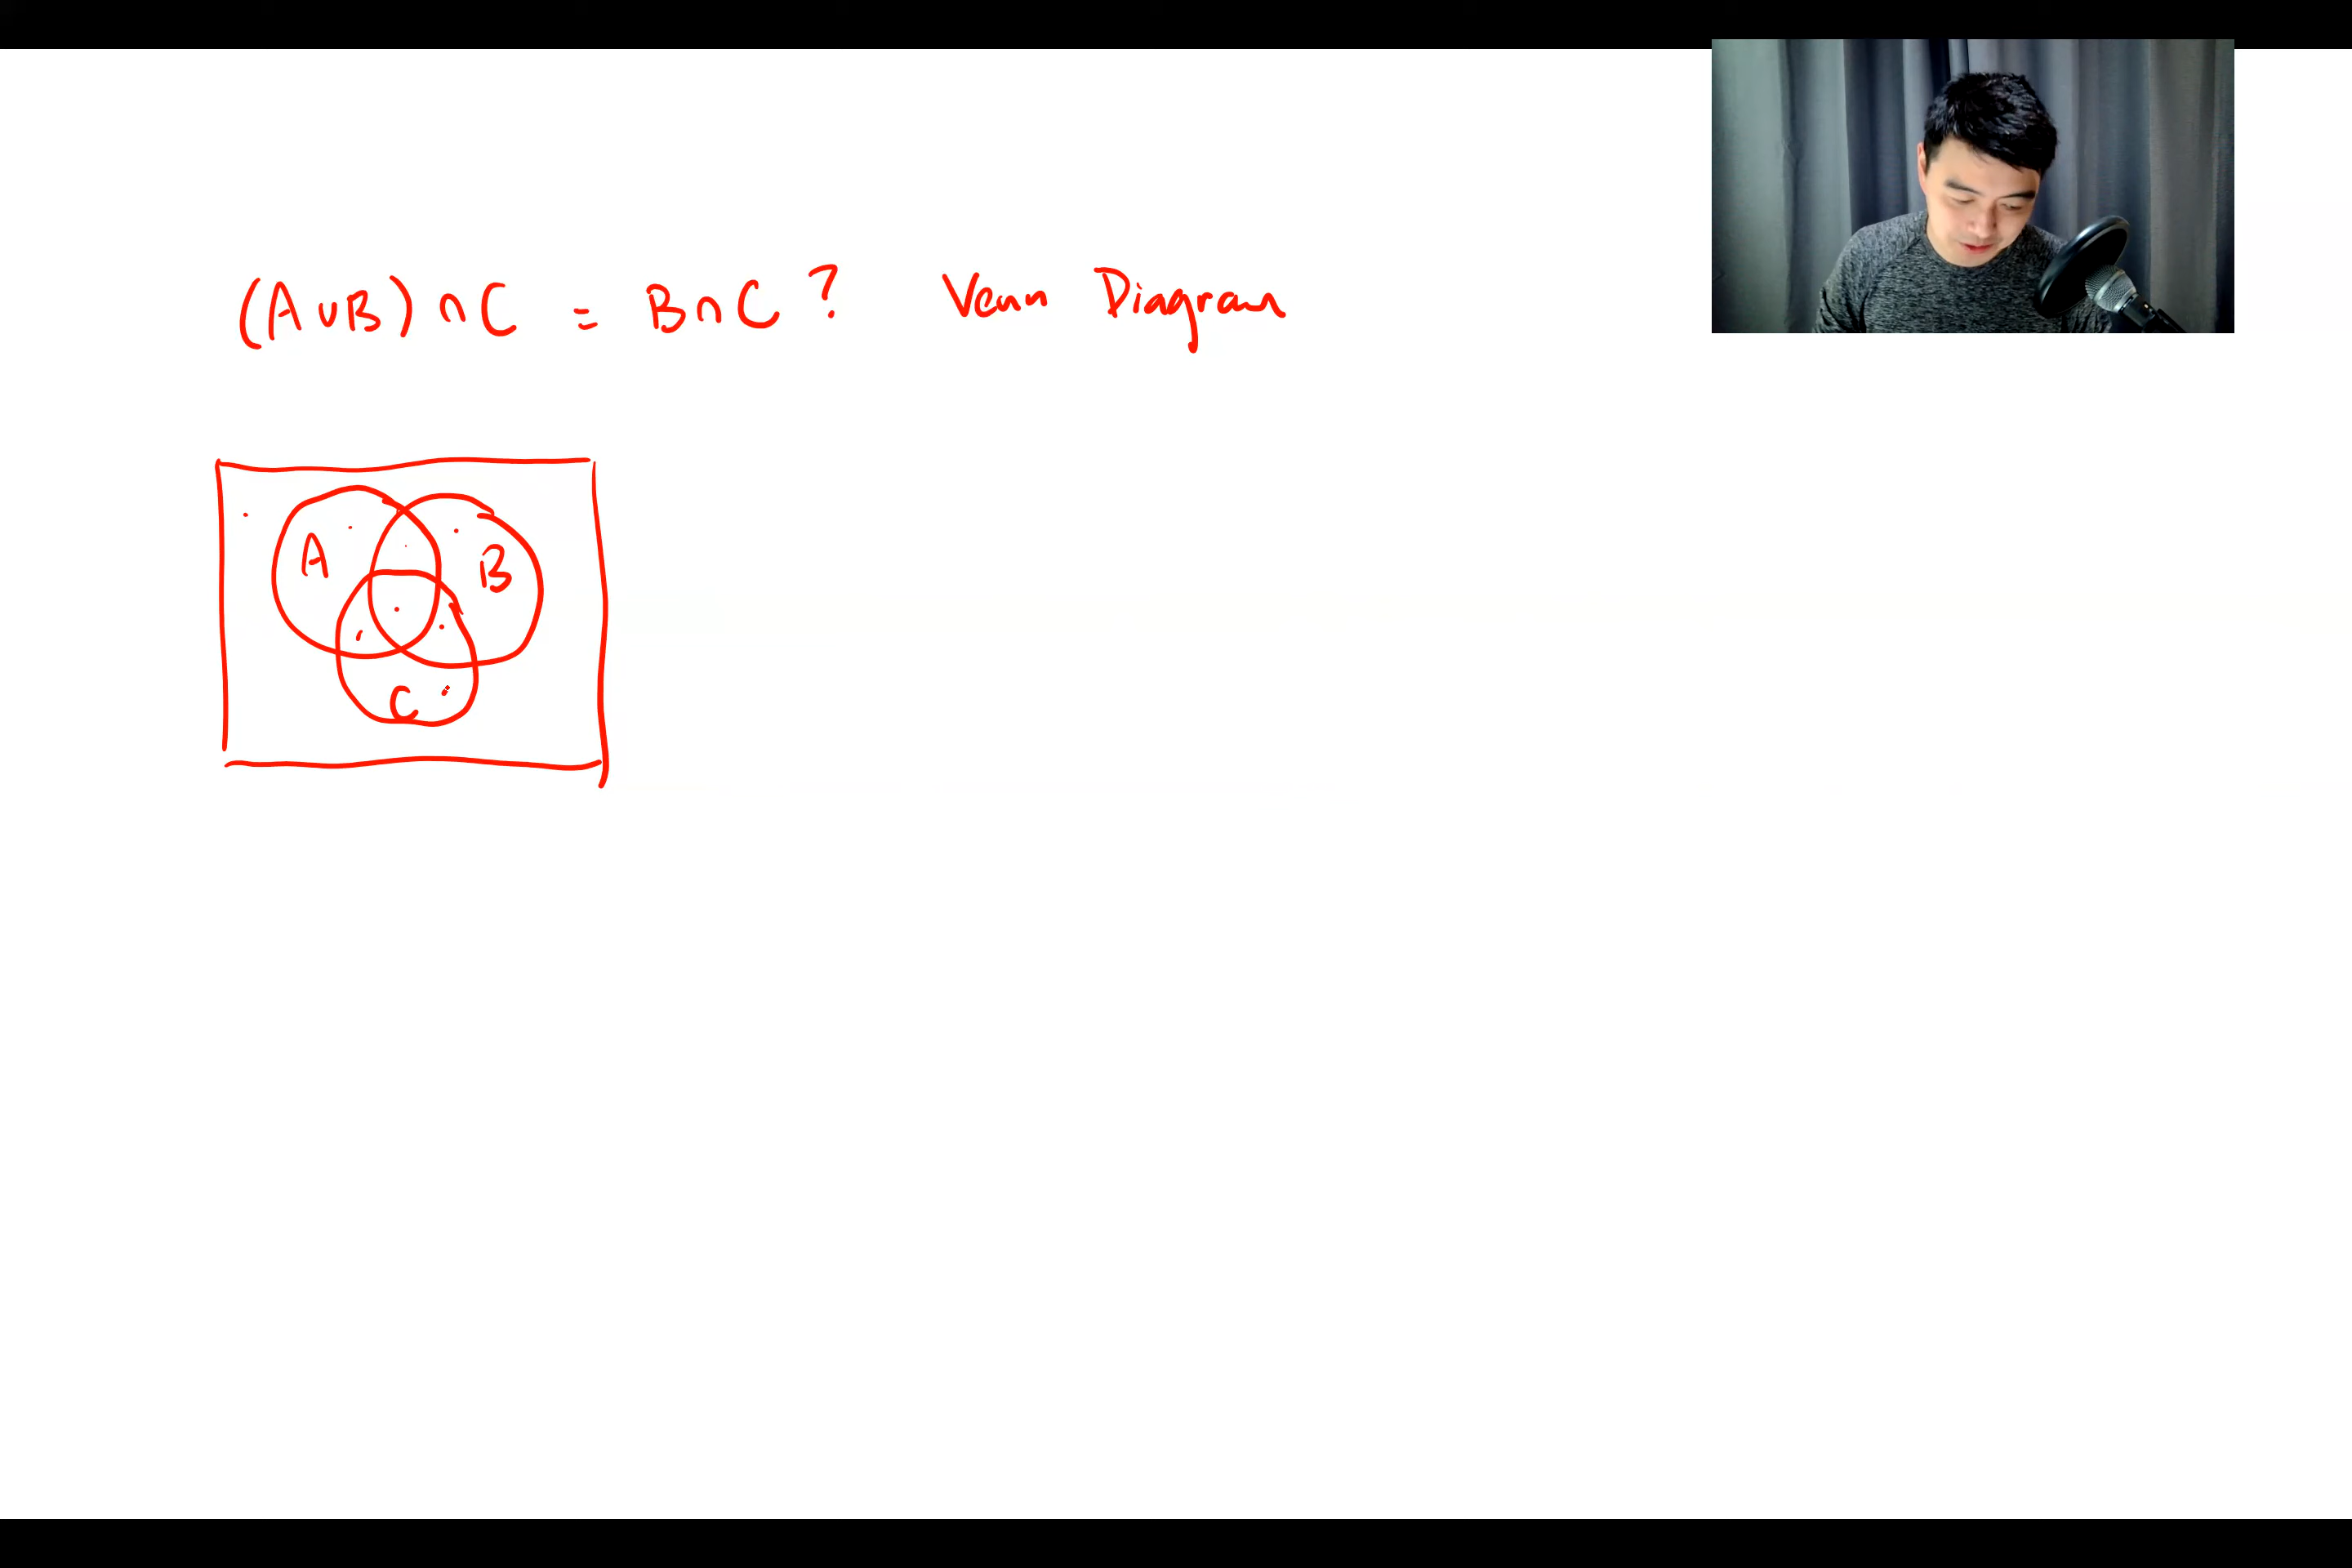 (A∪B)∩C = B∩C ? Venn Diagram
A
B
C